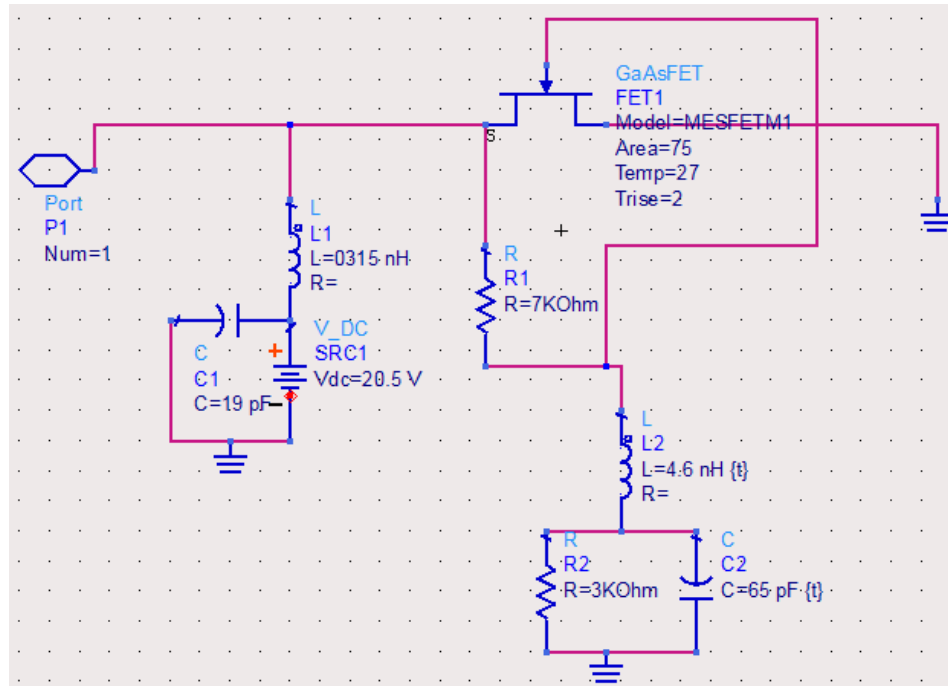 GaAsFET
FET1
Model=MESFETM1
Area=75
Temp=27
Trise=2
S
Port
P1
Num=1
L
L1
L=0315 nH
R=
R
R1
R=7KOhm
V_DC
SRC1
Vdc=20.5 V
+
C
C1
C=19 pF
L
L2
L=4.6 nH {t}
R=
R
R2
R=3KOhm
C
C2
C=65 pF {t}